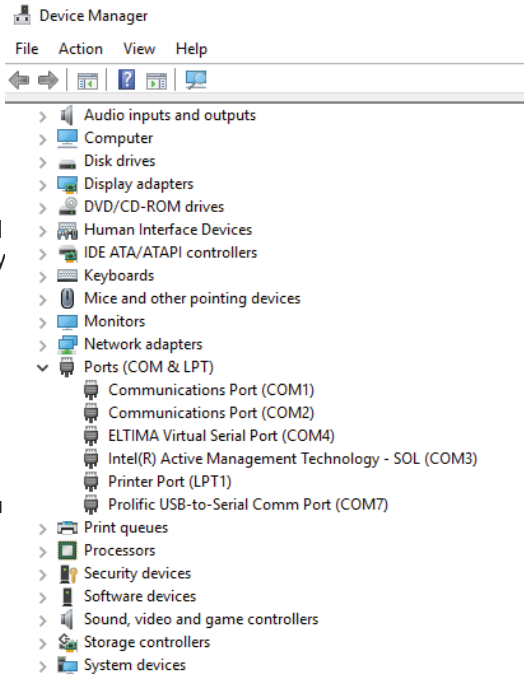 Device Manager
File Action View Help
Audio inputs and outputs
Computer
Disk drives
Display adapters
DVD/CD-ROM drives
Human Interface Devices
IDE ATA/ATAPI controllers
Keyboards
Mice and other pointing devices
Monitors
Network adapters
Ports (COM & LPT)
Communications Port (COM1)
Communications Port (COM2)
ELTIMA Virtual Serial Port (COM4)
Intel(R) Active Management Technology - SOL (COM3)
Printer Port (LPT1)
Prolific USB-to-Serial Comm Port (COM7)
Print queues
Processors
Security devices
Software devices
Sound, video and game controllers
Storage controllers
System devices